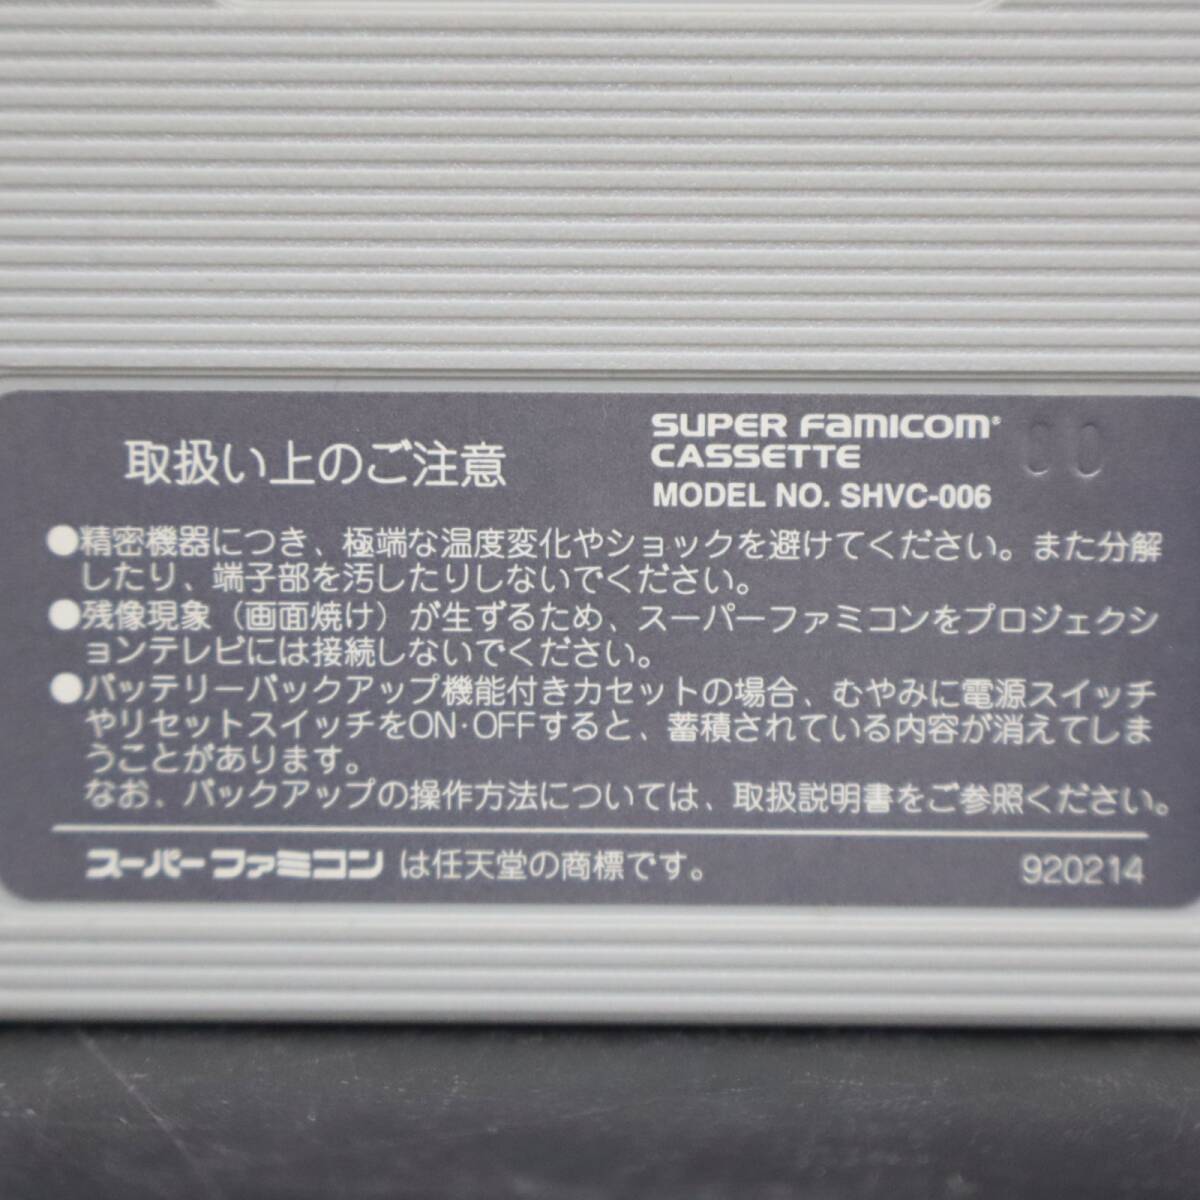 取扱い上のご注意
SUPER FAMICOM®
CASSETTE
MODEL NO. SHVC-006
●精密機器につき、極端な温度変化やショックを避けてください。また分解
したり、端子部を汚したりしないでください。
●残像現象（画面焼け）が生ずるため、スーパーファミコンをプロジェクシ
ョンテレビには接続しないでください。
●バッテリーバックアップ機能付きカセットの場合、むやみに電源スイッチ
やリセットスイッチをON·OFFすると、蓄積されている内容が消えてしま
うことがあります。
なお、バックアップの操作方法については、取扱説明書をご参照ください。
スーパーファミコン は任天堂の商標です。
920214